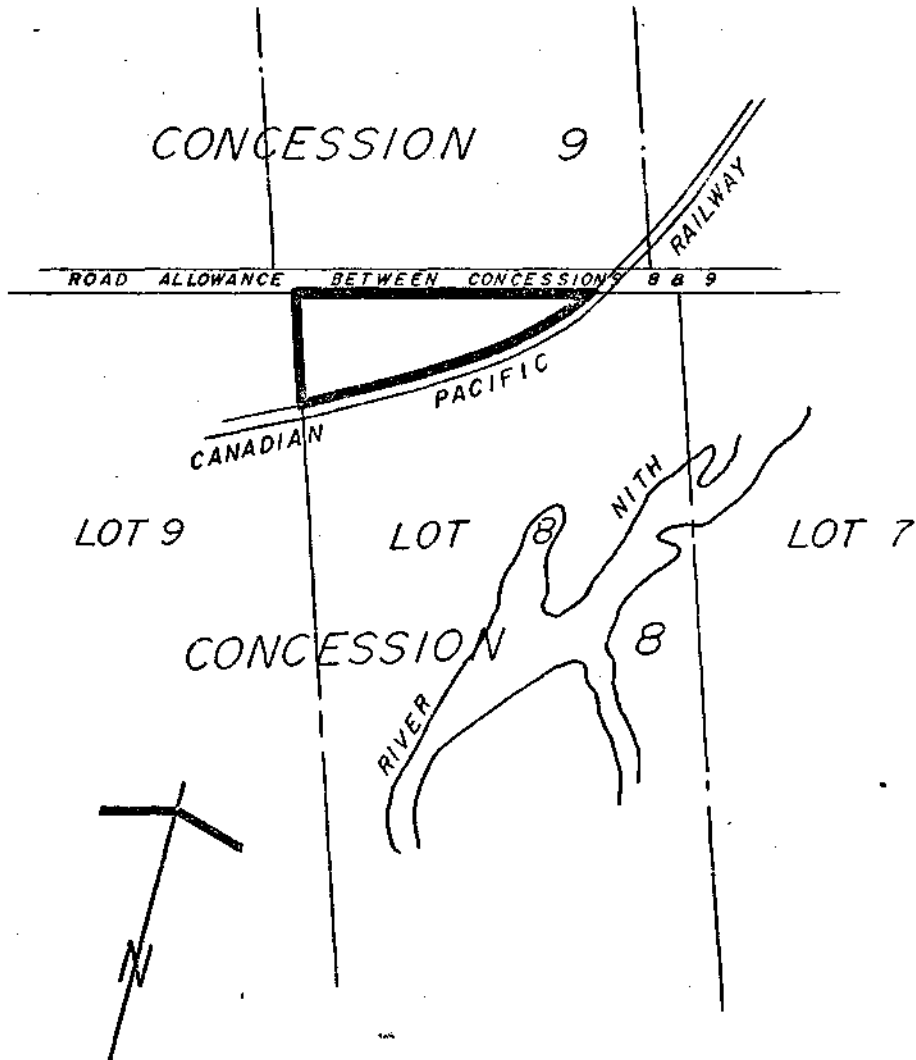 CONCESSION 9
RAILWAY
ROAD ALLOWANCE BETWEEN CONCESSIONS 8 & 9
PACIFIC
CANADIAN
NITH
LOT 9
LOT 8
LOT 7
CONCESSION 8
RIVER
N